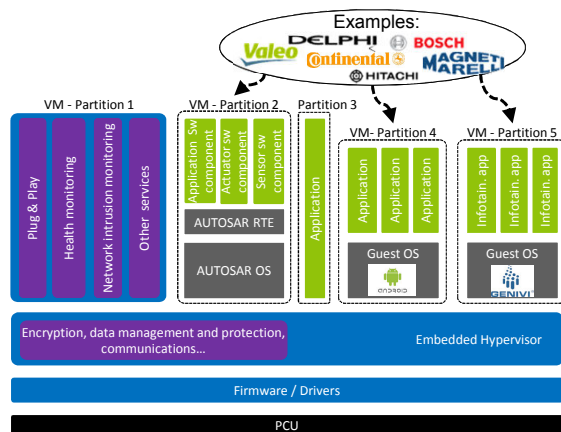 Examples:
Valeo
DELPHI
BOSCH
Continental
MAGNETI
MARELLI
HITACHI
VM - Partition 1
VM - Partition 2
Partition 3
VM- Partition 4
VM - Partition 5
Plug & Play
Health monitoring
Network intrusion monitoring
Other services
Application Sw
component
Actuator sw
component
Sensor sw
component
AUTOSAR RTE
AUTOSAR OS
Application
Application
Application
Application
Guest OS
ANDROID
Infotain. app
Infotain. app
Infotain. app
Guest OS
GENIVI
Encryption, data management and protection,
communications…
Embedded Hypervisor
Firmware / Drivers
PCU